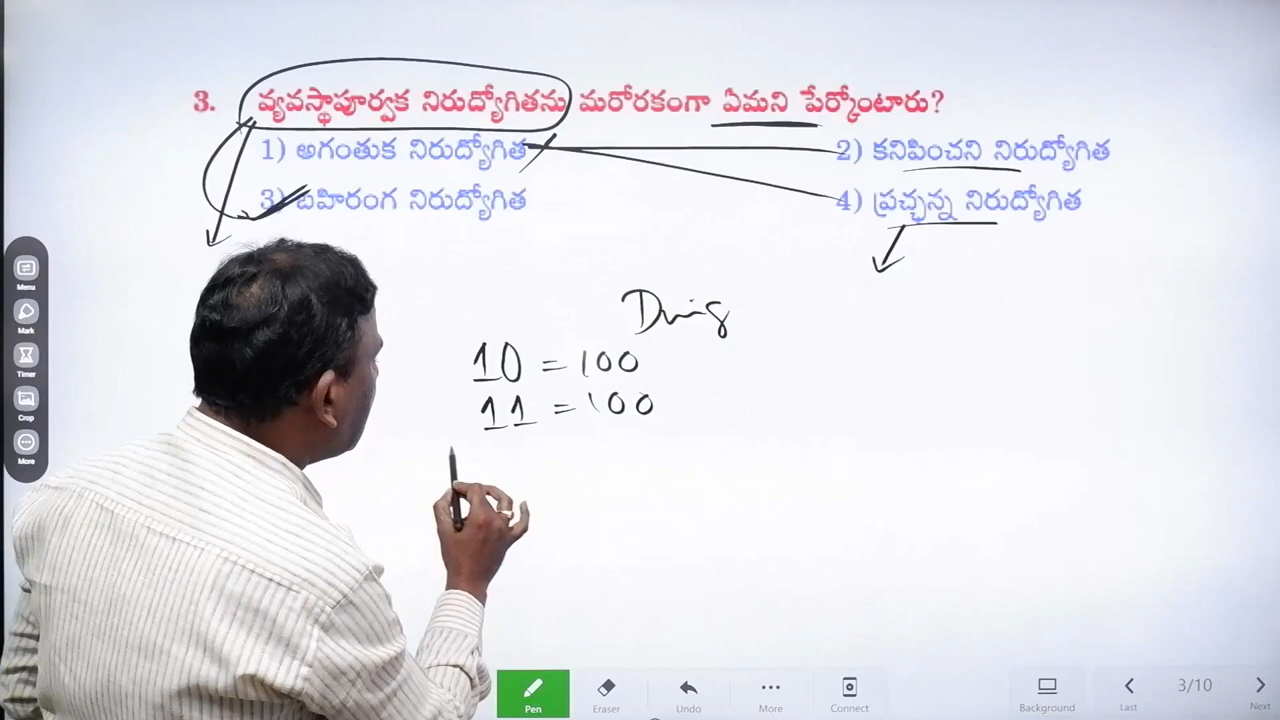 3. వ్యవస్థాపూర్వక నిరుద్యోగితను మరోరకంగా ఏమని పేర్కోంటారు?
1) అగంతుక నిరుద్యోగిత 2) కనిపించని నిరుద్యోగిత
3) బహిరంగ నిరుద్యోగిత 4) ప్రచ్ఛన్న నిరుద్యోగిత
10 = 100
11 = 100
Menu
Mark
Timer
Crop
More
Pen Eraser Undo More Connect Background Last 3/10 Next